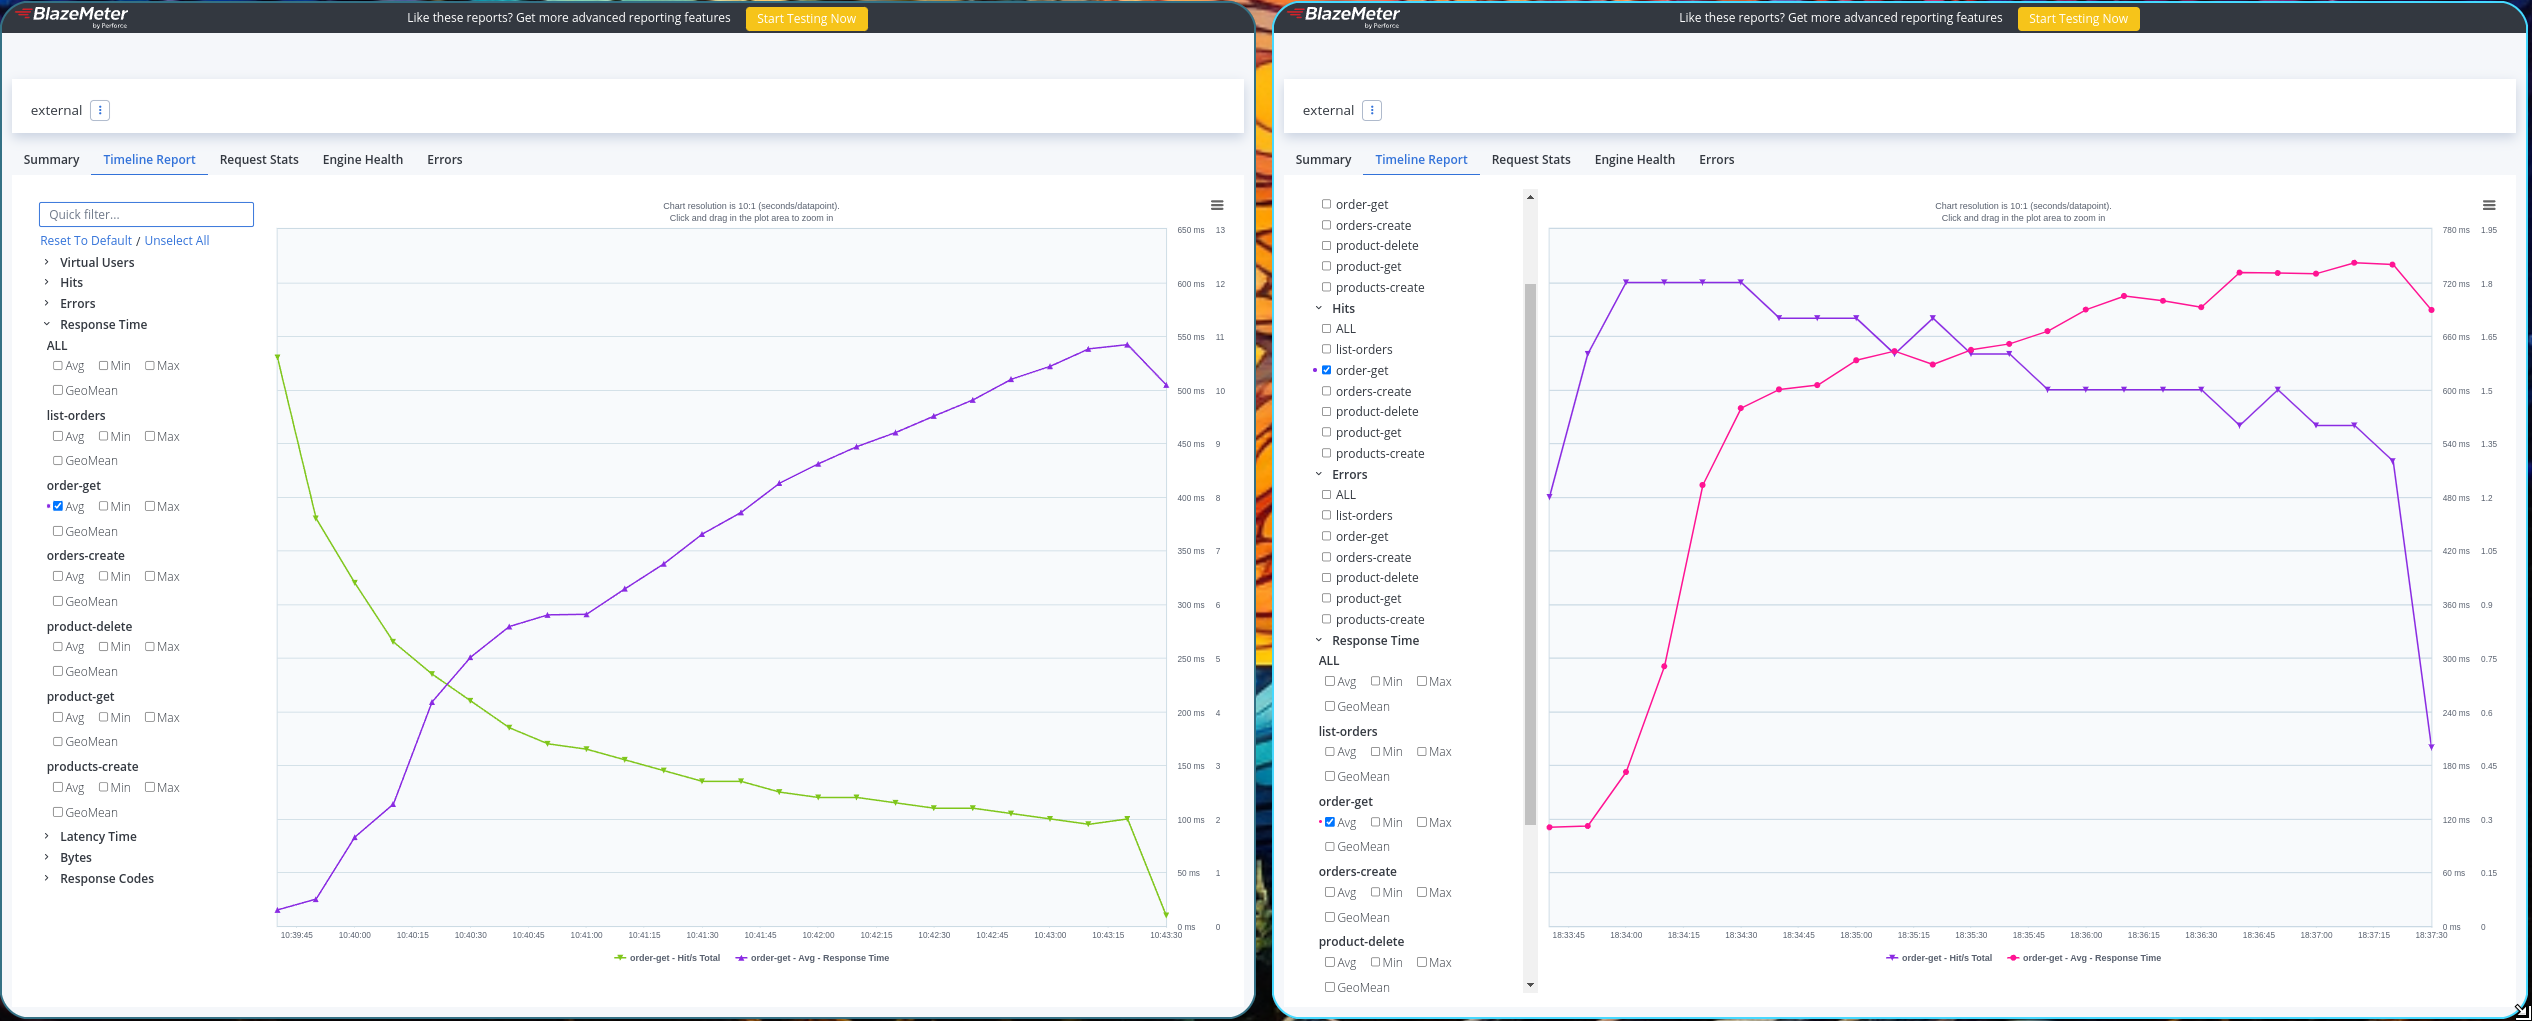 BlazeMeter
by Perforce
Like these reports? Get more advanced reporting features
Start Testing Now
external
Summary
Timeline Report
Request Stats
Engine Health
Errors
Quick filter...
Reset To Default / Unselect All
Virtual Users
Hits
Errors
Response Time
ALL
Avg Min Max
GeoMean
list-orders
Avg Min Max
GeoMean
order-get
Avg Min Max
GeoMean
orders-create
Avg Min Max
GeoMean
product-delete
Avg Min Max
GeoMean
product-get
Avg Min Max
GeoMean
products-create
Avg Min Max
GeoMean
Latency Time
Bytes
Response Codes
Chart resolution is 10:1 (seconds/datapoint).
Click and drag in the plot area to zoom in
650 ms 13
600 ms 12
550 ms 11
500 ms 10
450 ms 9
400 ms 8
350 ms 7
300 ms 6
250 ms 5
200 ms 4
150 ms 3
100 ms 2
50 ms 1
0 ms 0
10:39:45 10:40:00 10:40:15 10:40:30 10:40:45 10:41:00 10:41:15 10:41:30 10:41:45 10:42:00 10:42:15 10:42:30 10:42:45 10:43:00 10:43:15 10:43:30
order-get - Hit/s Total order-get - Avg - Response Time
BlazeMeter
by Perforce
Like these reports? Get more advanced reporting features
Start Testing Now
external
Summary
Timeline Report
Request Stats
Engine Health
Errors
order-get
orders-create
product-delete
product-get
products-create
Hits
ALL
list-orders
order-get
orders-create
product-delete
product-get
products-create
Errors
ALL
list-orders
order-get
orders-create
product-delete
product-get
products-create
Response Time
ALL
Avg Min Max
GeoMean
list-orders
Avg Min Max
GeoMean
order-get
Avg Min Max
GeoMean
orders-create
Avg Min Max
GeoMean
product-delete
Avg Min Max
GeoMean
Chart resolution is 10:1 (seconds/datapoint).
Click and drag in the plot area to zoom in
780 ms 1.95
720 ms 1.8
660 ms 1.65
600 ms 1.5
540 ms 1.35
480 ms 1.2
420 ms 1.05
360 ms 0.9
300 ms 0.75
240 ms 0.6
180 ms 0.45
120 ms 0.3
60 ms 0.15
0 ms 0
18:33:45 18:34:00 18:34:15 18:34:30 18:34:45 18:35:00 18:35:15 18:35:30 18:35:45 18:36:00 18:36:15 18:36:30 18:36:45 18:37:00 18:37:15 18:37:30
order-get - Hit/s Total order-get - Avg - Response Time